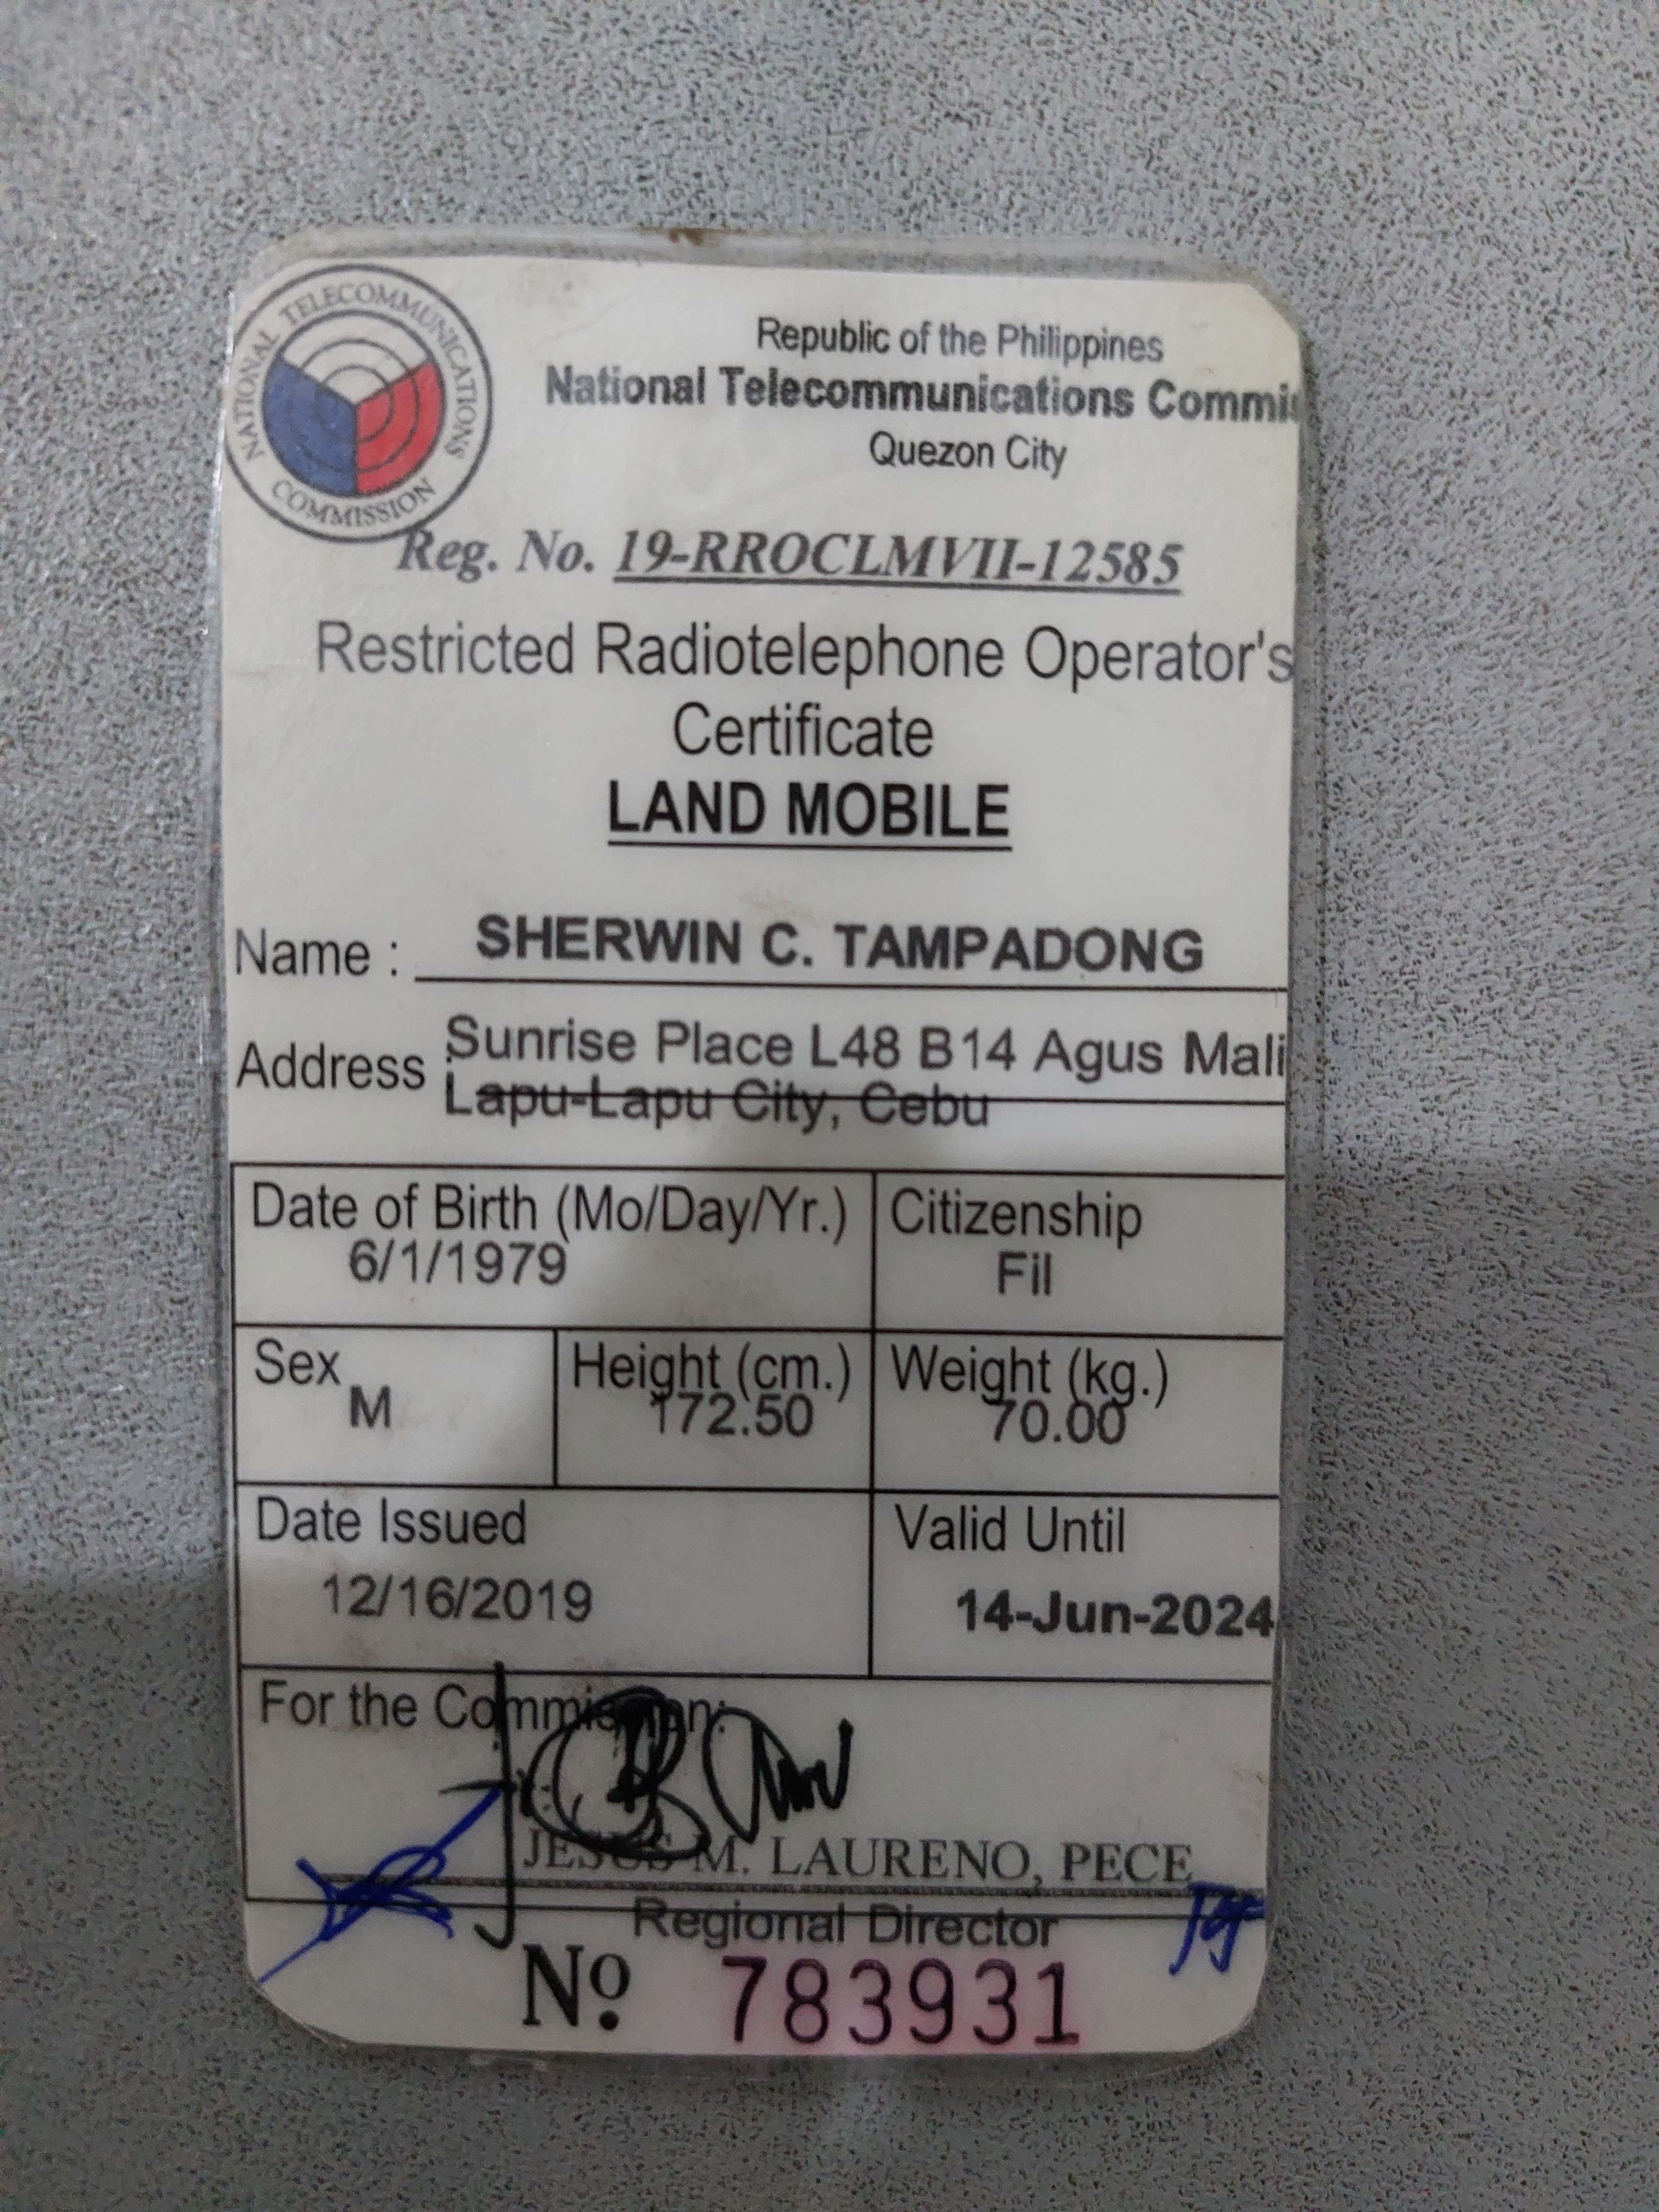 NATIONAL TELECOMMUNICATIONS COMMISSION
Republic of the Philippines
National Telecommunications Commi
Quezon City
Reg. No. 19-RROCLMVII-12585
Restricted Radiotelephone Operator's
Certificate
LAND MOBILE
Name : SHERWIN C. TAMPADONG
Address : Sunrise Place L48 B14 Agus Mali
Lapu-Lapu City, Cebu
Date of Birth (Mo/Day/Yr.) Citizenship
6/1/1979 Fil
Sex Height (cm.) Weight (kg.)
M 172.50 70.00
Date Issued Valid Until
12/16/2019 14-Jun-2024
For the Commission:
JESUS M. LAURENO, PECE
Regional Director
No. 783931